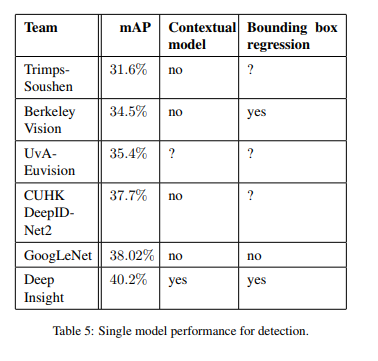 Team mAP Contextual model Bounding box regression
Trimps-Soushen 31.6% no ?
Berkeley Vision 34.5% no yes
UvA-Euvision 35.4% ? ?
CUHK DeepID-Net2 37.7% no ?
GoogLeNet 38.02% no no
Deep Insight 40.2% yes yes
Table 5: Single model performance for detection.